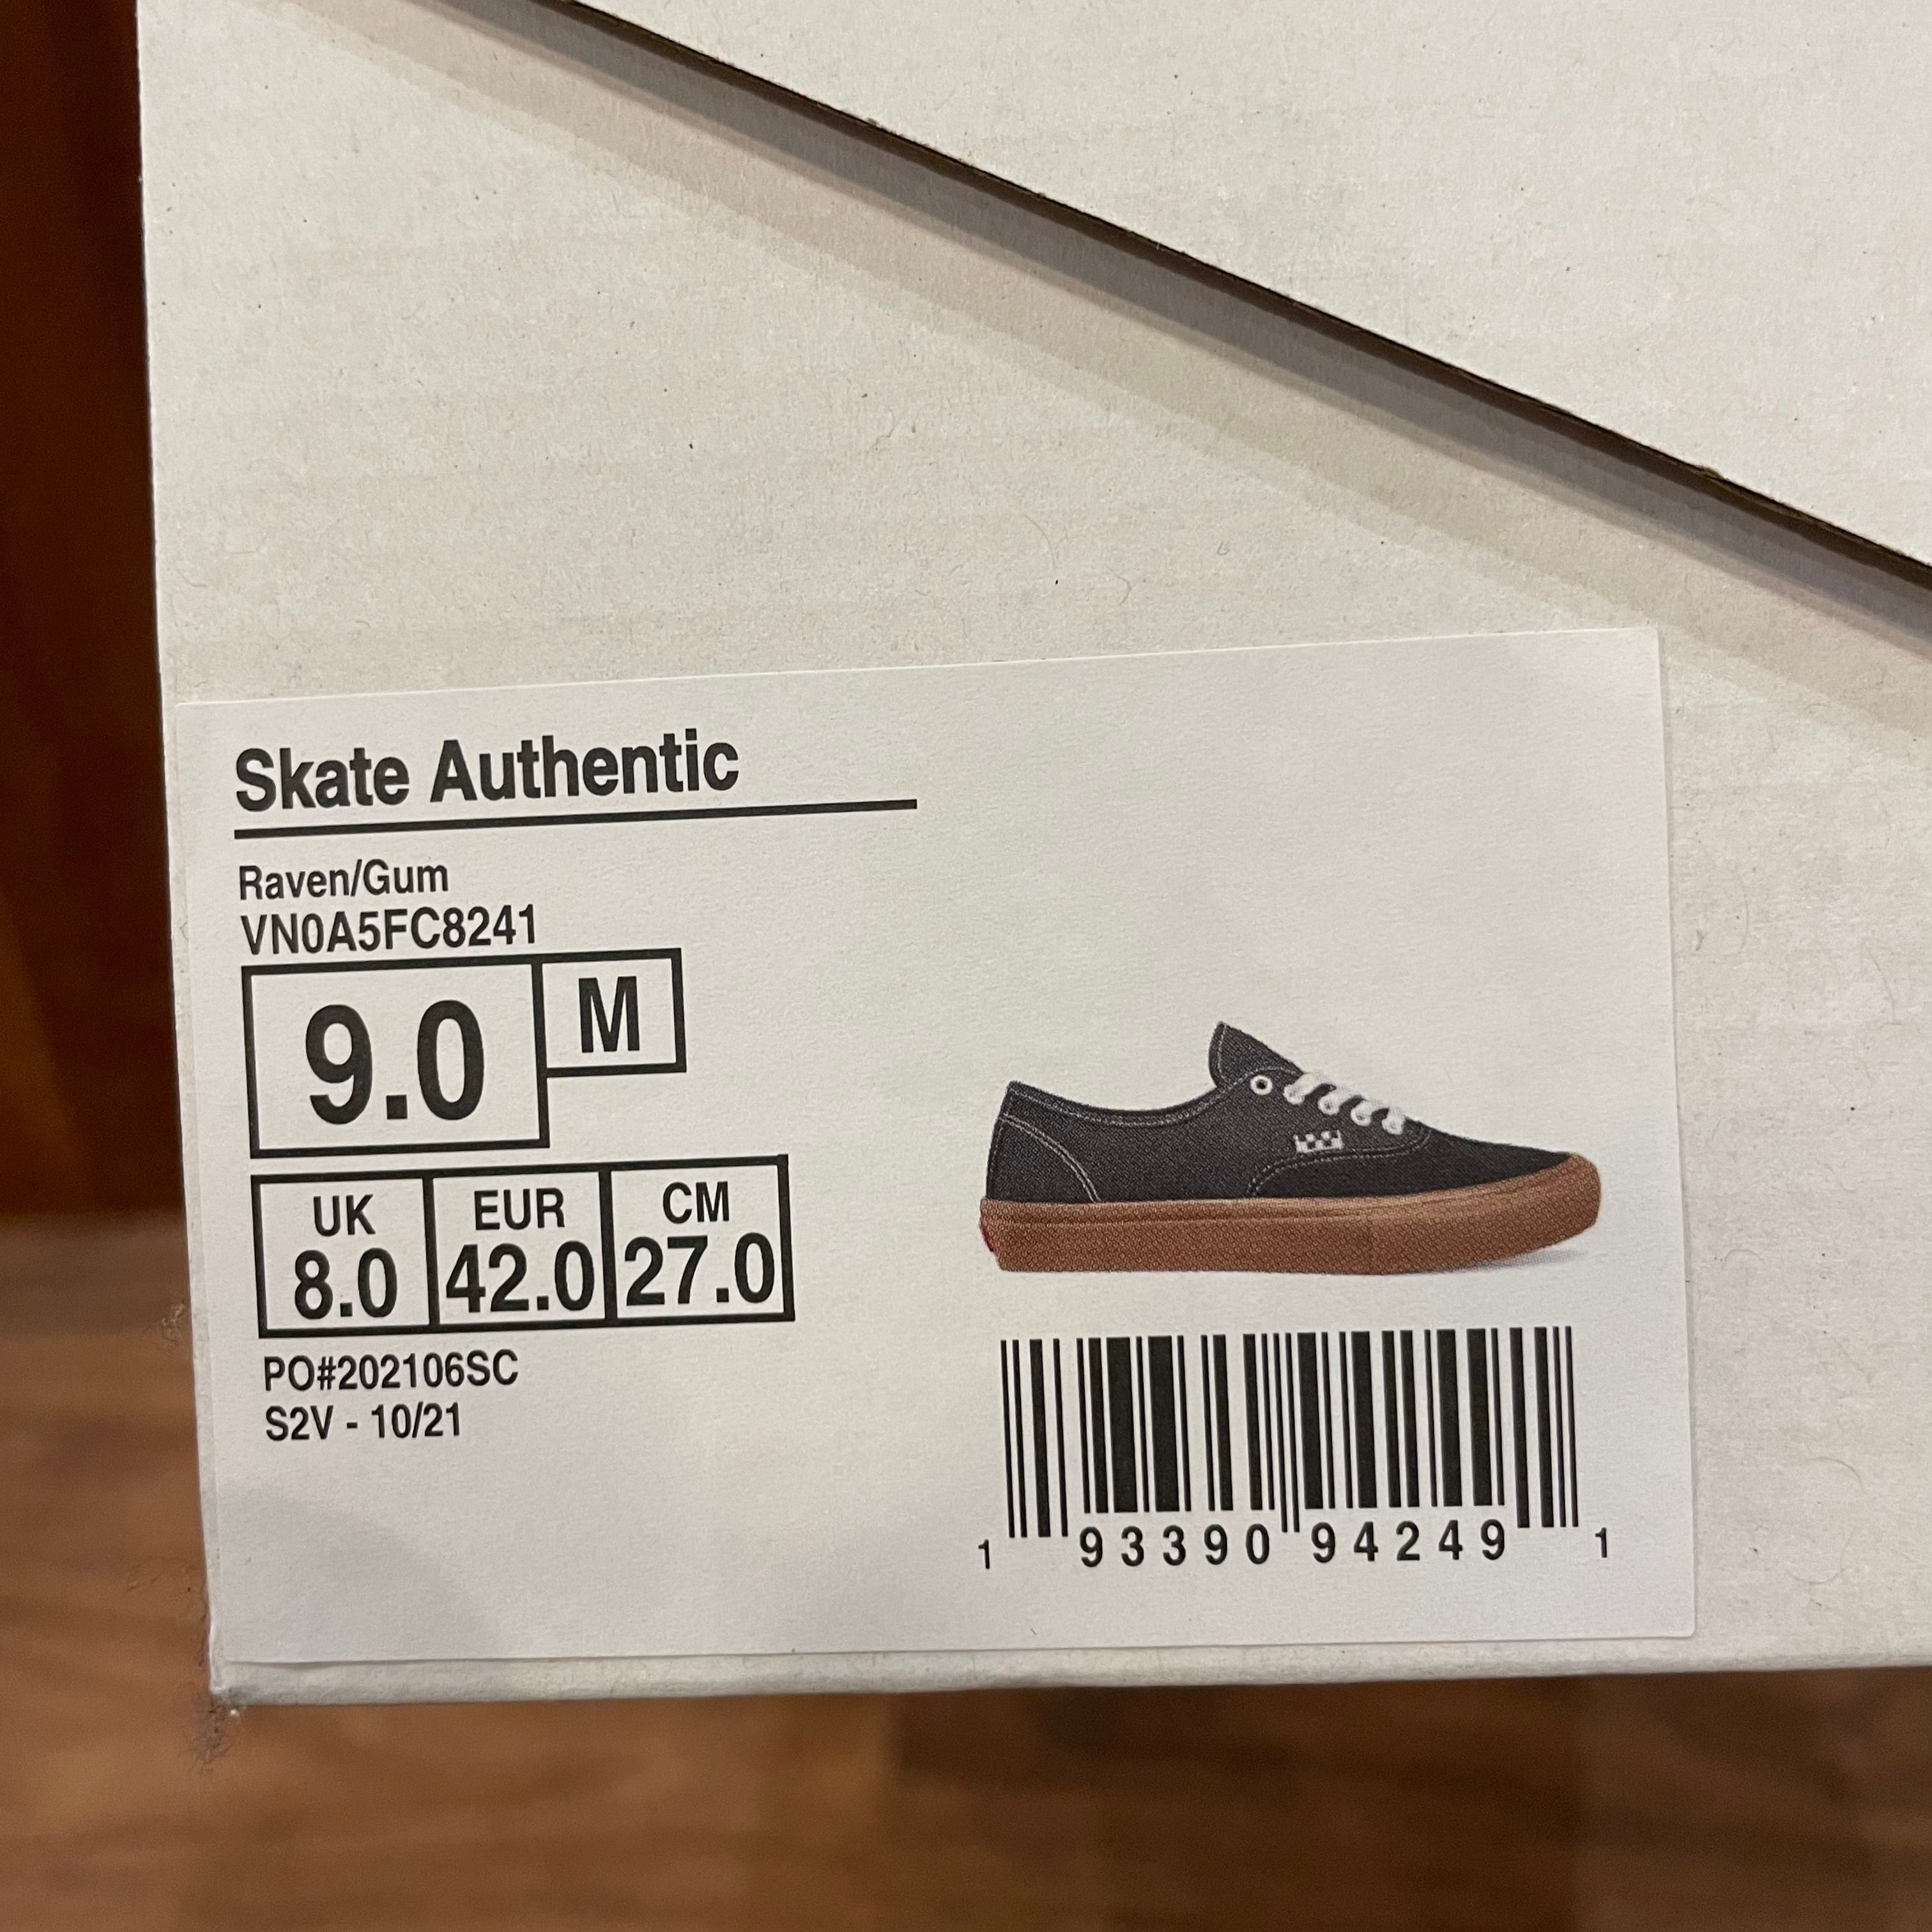 Skate Authentic
Raven/Gum
VN0A5FC8241
9.0 M
UK EUR CM
8.0 42.0 27.0
PO#202106SC
S2V - 10/21
1 93390 94249 1